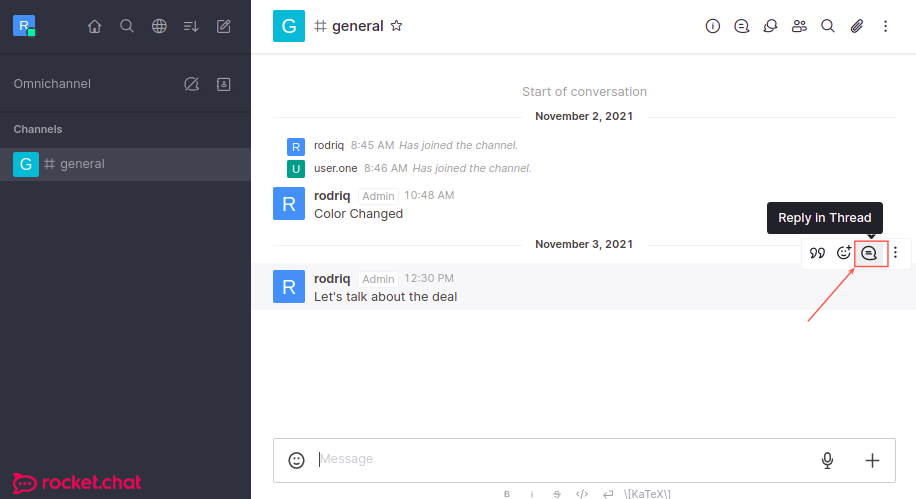 R
G general
Omnichannel
Channels
G general
Start of conversation
November 2, 2021
R rodriq 8:45 AM Has joined the channel.
U user.one 8:46 AM Has joined the channel.
R rodriq Admin 10:48 AM
Color Changed
Reply in Thread
November 3, 2021
R rodriq Admin 12:30 PM
Let's talk about the deal
Message
rocket.chat
B i S </> \[KaTeX\]